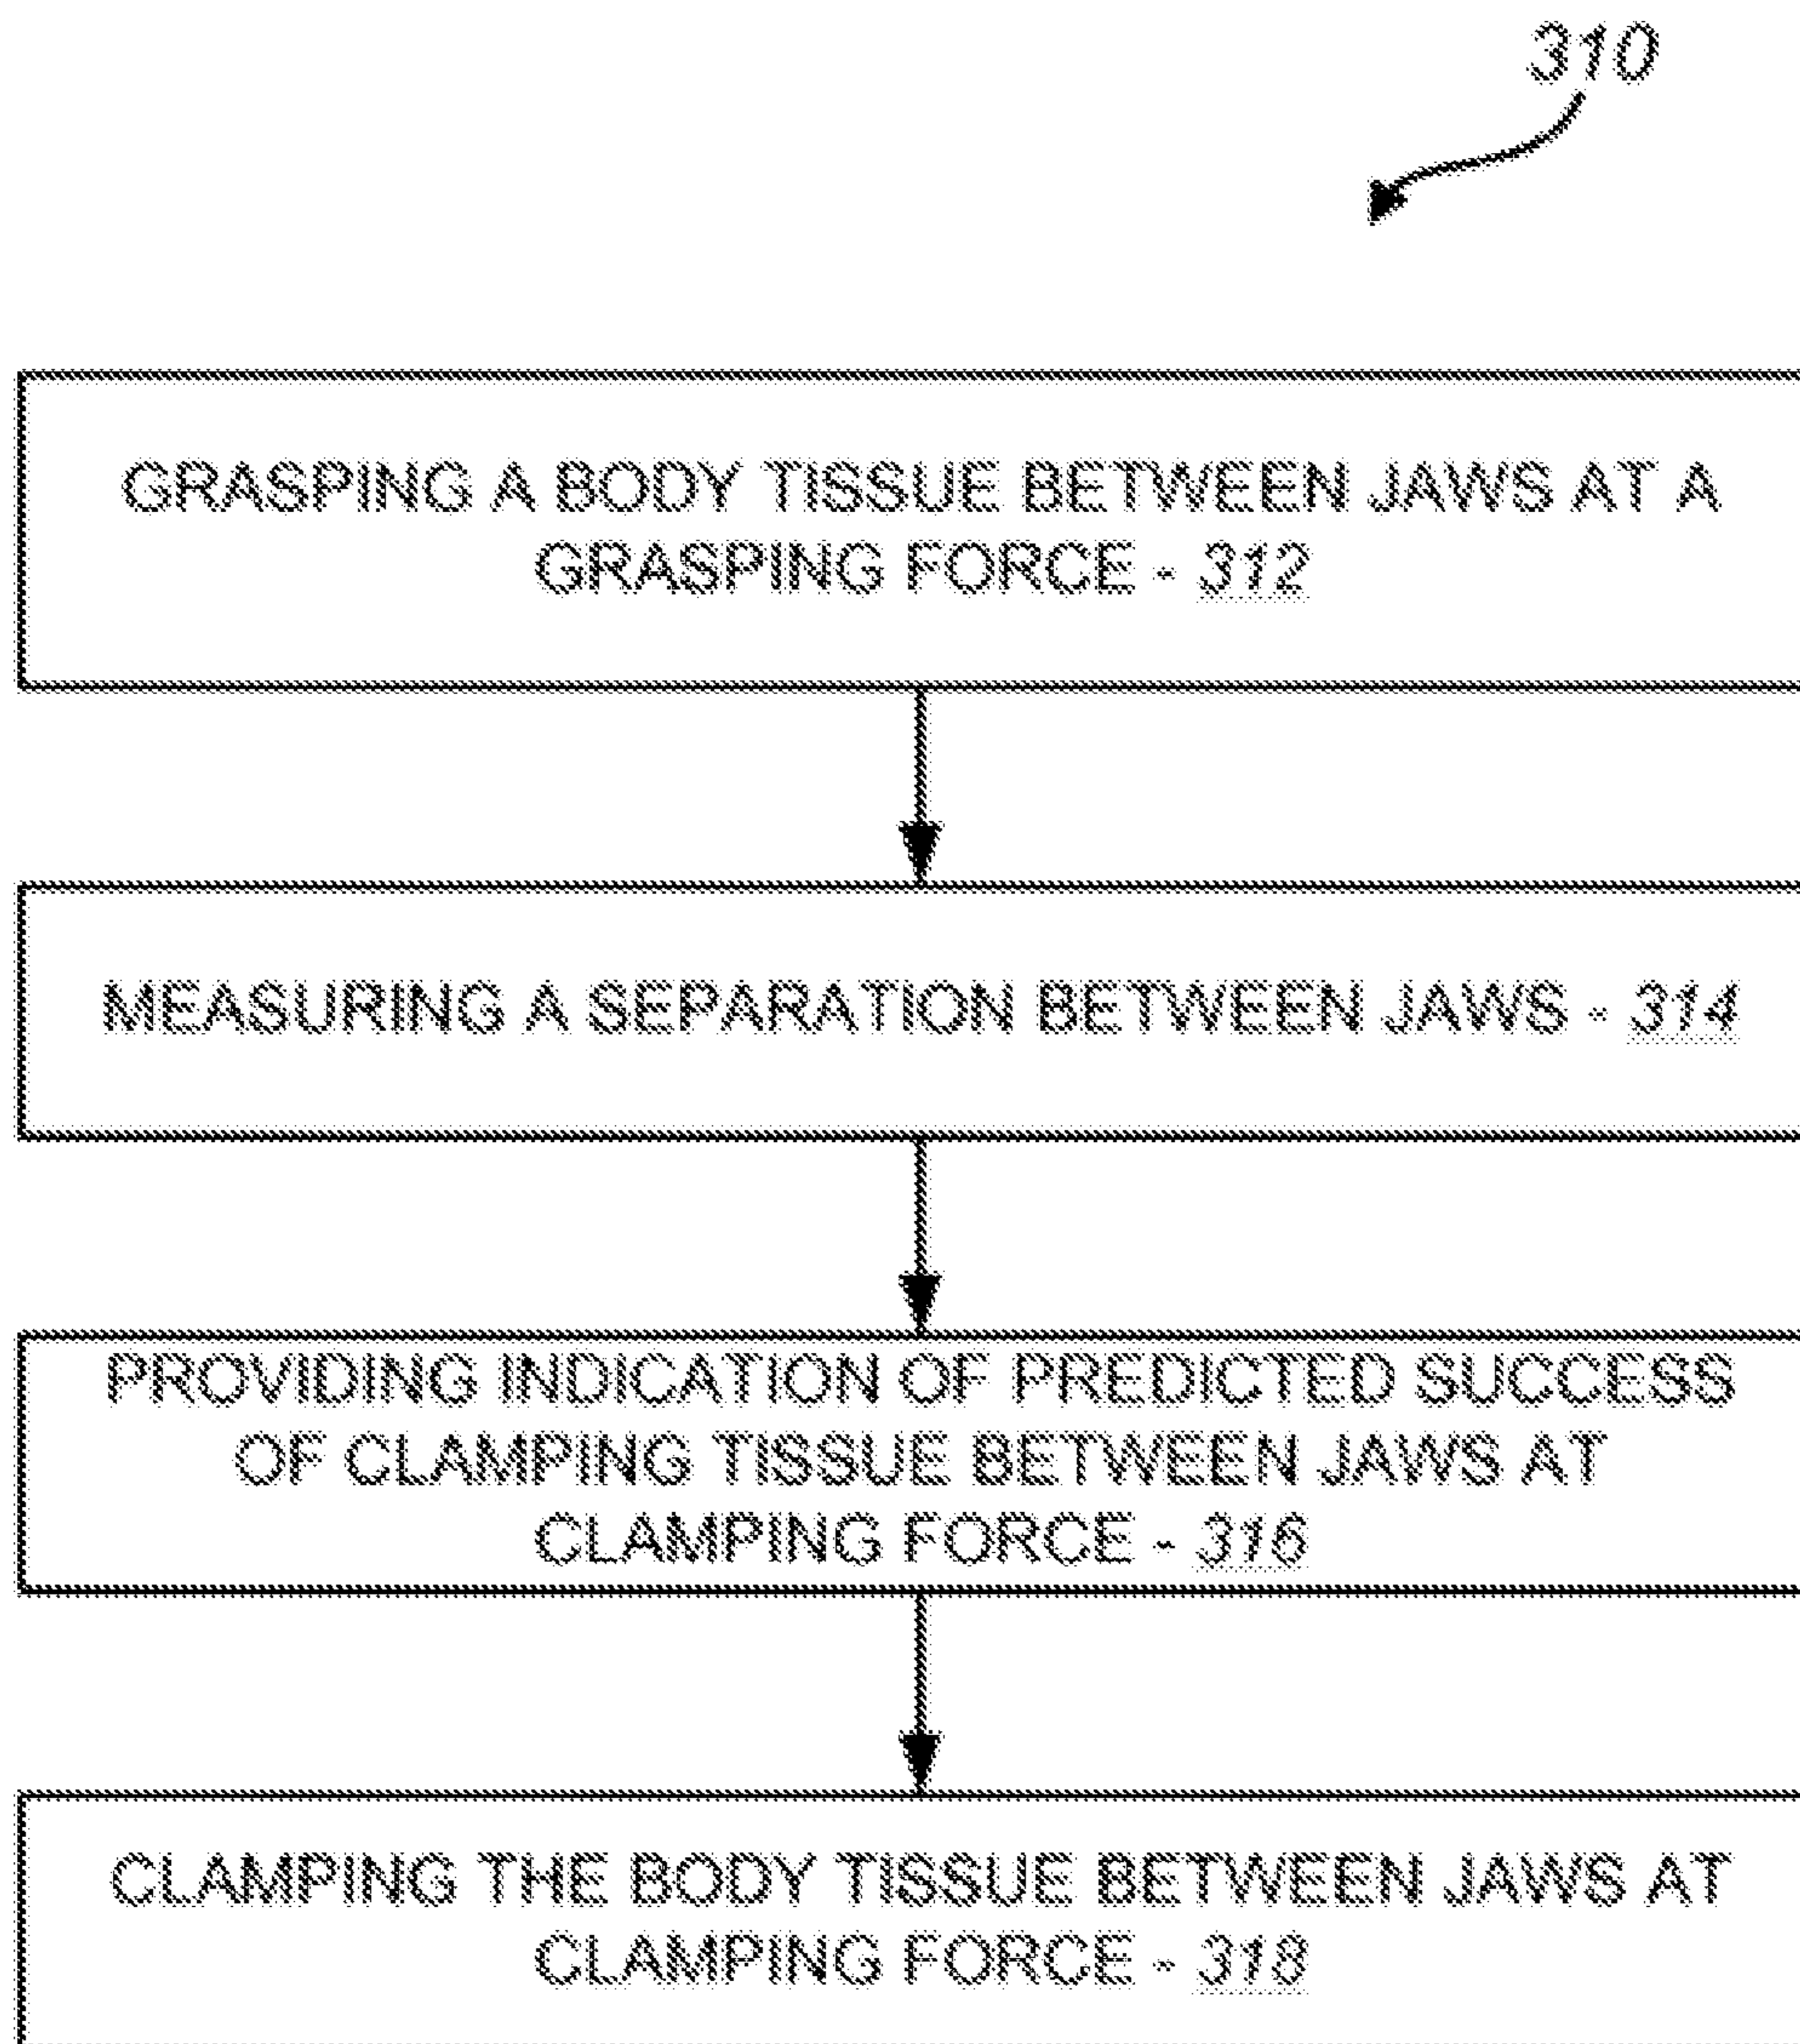 310
GRASPING A BODY TISSUE BETWEEN JAWS AT A
GRASPING FORCE - 312
MEASURING A SEPARATION BETWEEN JAWS - 314
PROVIDING INDICATION OF PREDICTED SUCCESS
OF CLAMPING TISSUE BETWEEN JAWS AT
CLAMPING FORCE - 316
CLAMPING THE BODY TISSUE BETWEEN JAWS AT
CLAMPING FORCE - 318